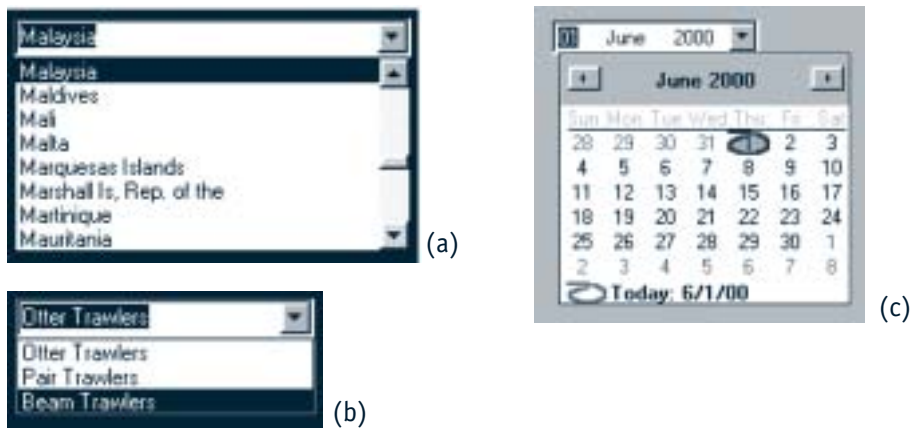 Malaysia
Malaysia
Maldives
Mali
Malta
Marquesas Islands
Marshall Is, Rep. of the
Martinique
Mauritania
(a)
Otter Trawlers
Otter Trawlers
Pair Trawlers
Beam Trawlers
(b)
01 June 2000
June 2000
Sun Mon Tue Wed Thu Fri Sat
28 29 30 31 1 2 3
4 5 6 7 8 9 10
11 12 13 14 15 16 17
18 19 20 21 22 23 24
25 26 27 28 29 30 1
2 3 4 5 6 7 8
Today: 6/1/00
(c)